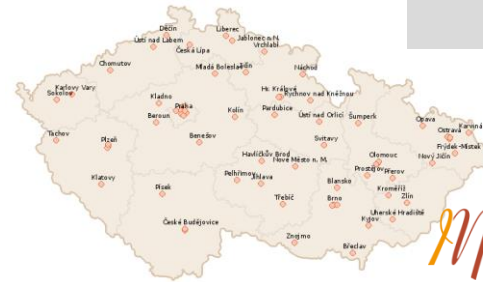 Děčín
Liberec
Jablonec n.N.
Ústí nad Labem
Česká Lípa
Vrchlabí
Chomutov
Mladá Boleslav
Jičín
Náchod
Karlovy Vary
Sokolov
Kladno
Praha
Hr. Králové
Rychnov nad Kněžnou
Beroun
Kolín
Pardubice
Ústí nad Orlicí
Šumperk
Opava
Karviná
Ostrava
Tachov
Plzeň
Benešov
Svitavy
Frýdek-Místek
Havlíčkův Brod
Nové Město n. M.
Olomouc
Nový Jičín
Prostějov
Přerov
Klatovy
Písek
Pelhřimov
Jihlava
Blansko
Kroměříž
Třebíč
Brno
Zlín
Uherské Hradiště
Kyjov
České Budějovice
Znojmo
Břeclav